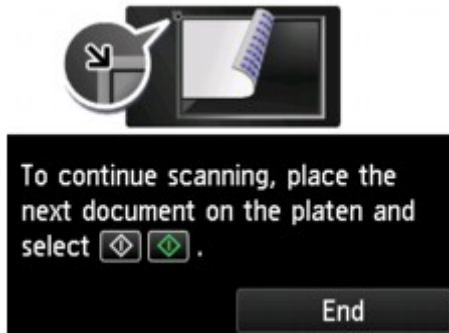 To continue scanning, place the
next document on the platen and
select .
End